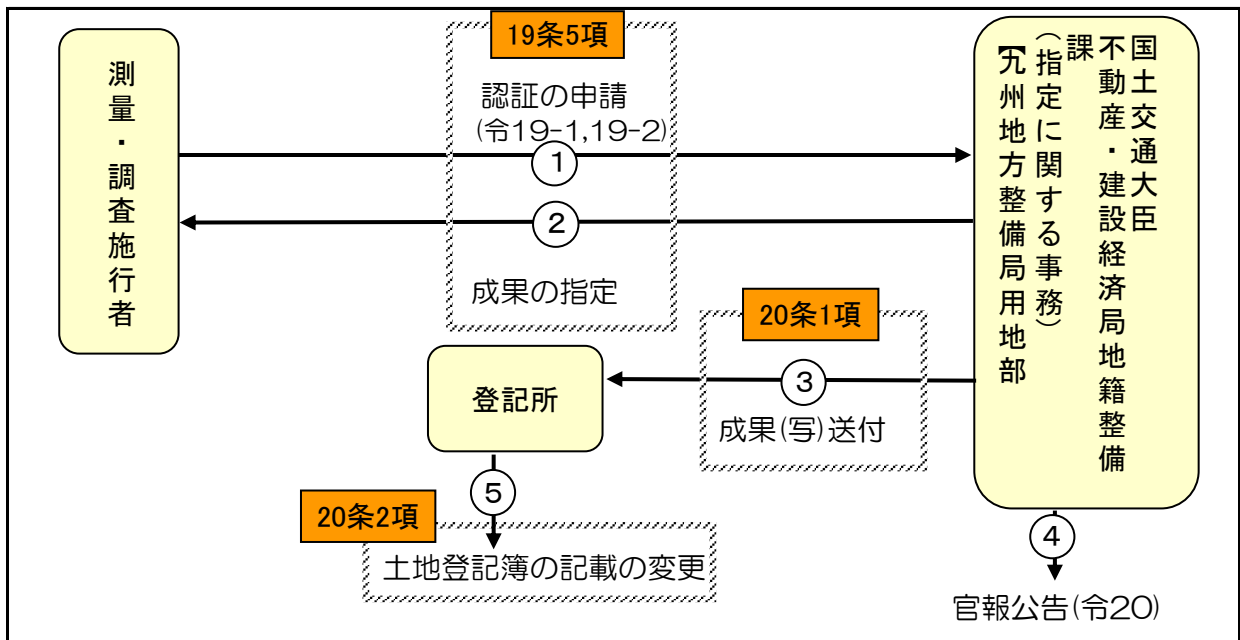 測量・調査施行者
19条5項
認証の申請
(令19-1,19-2)
①
②
成果の指定
国土交通大臣
不動産・建設経済局地籍整備
課
(指定に関する事務)
【九州地方整備局用地部
20条1項
③
成果(写)送付
登記所
⑤
20条2項
土地登記簿の記載の変更
④
官報公告(令20)